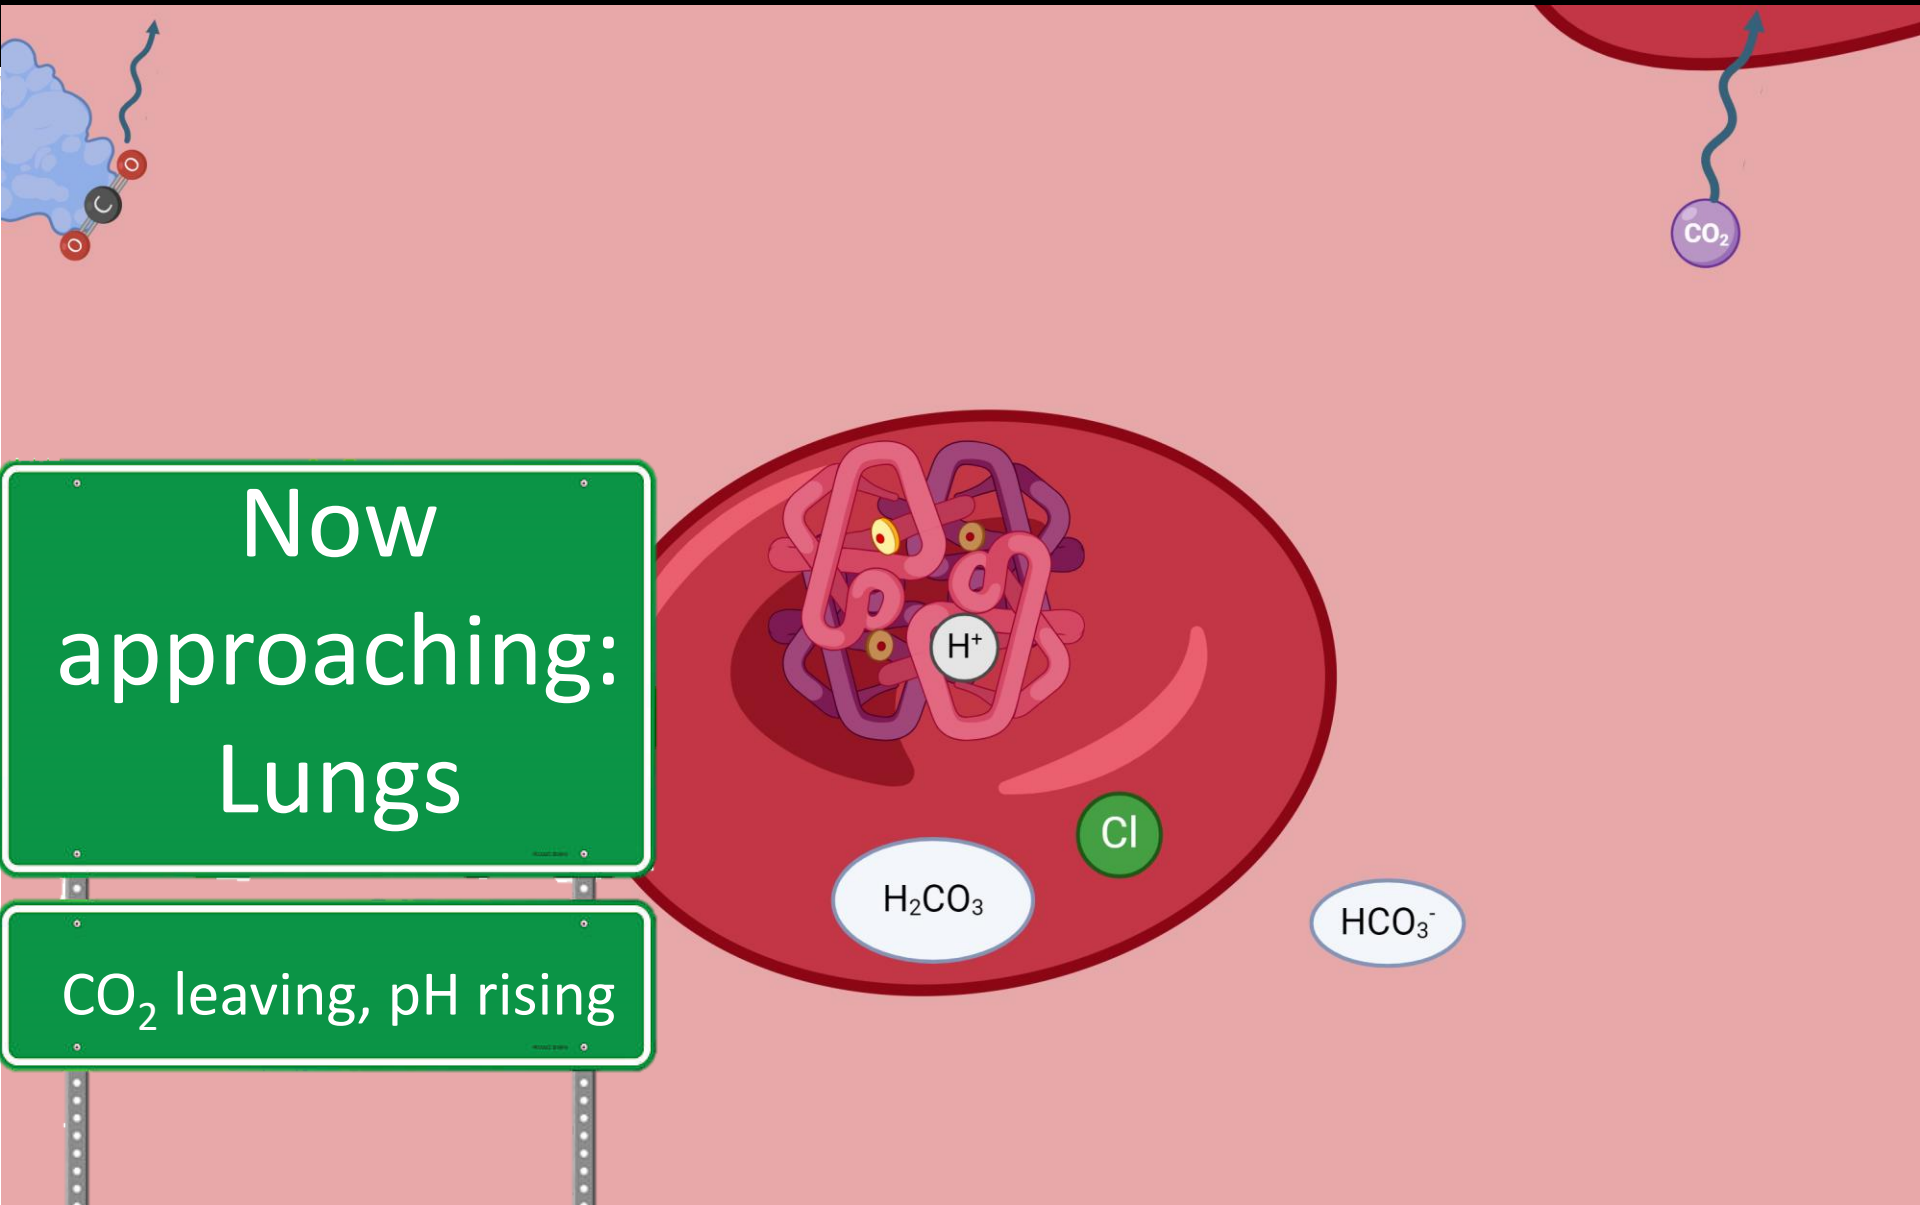 O
C
O
CO₂
Now
approaching:
Lungs
H⁺
Cl
H₂CO₃
HCO₃⁻
CO₂ leaving, pH rising